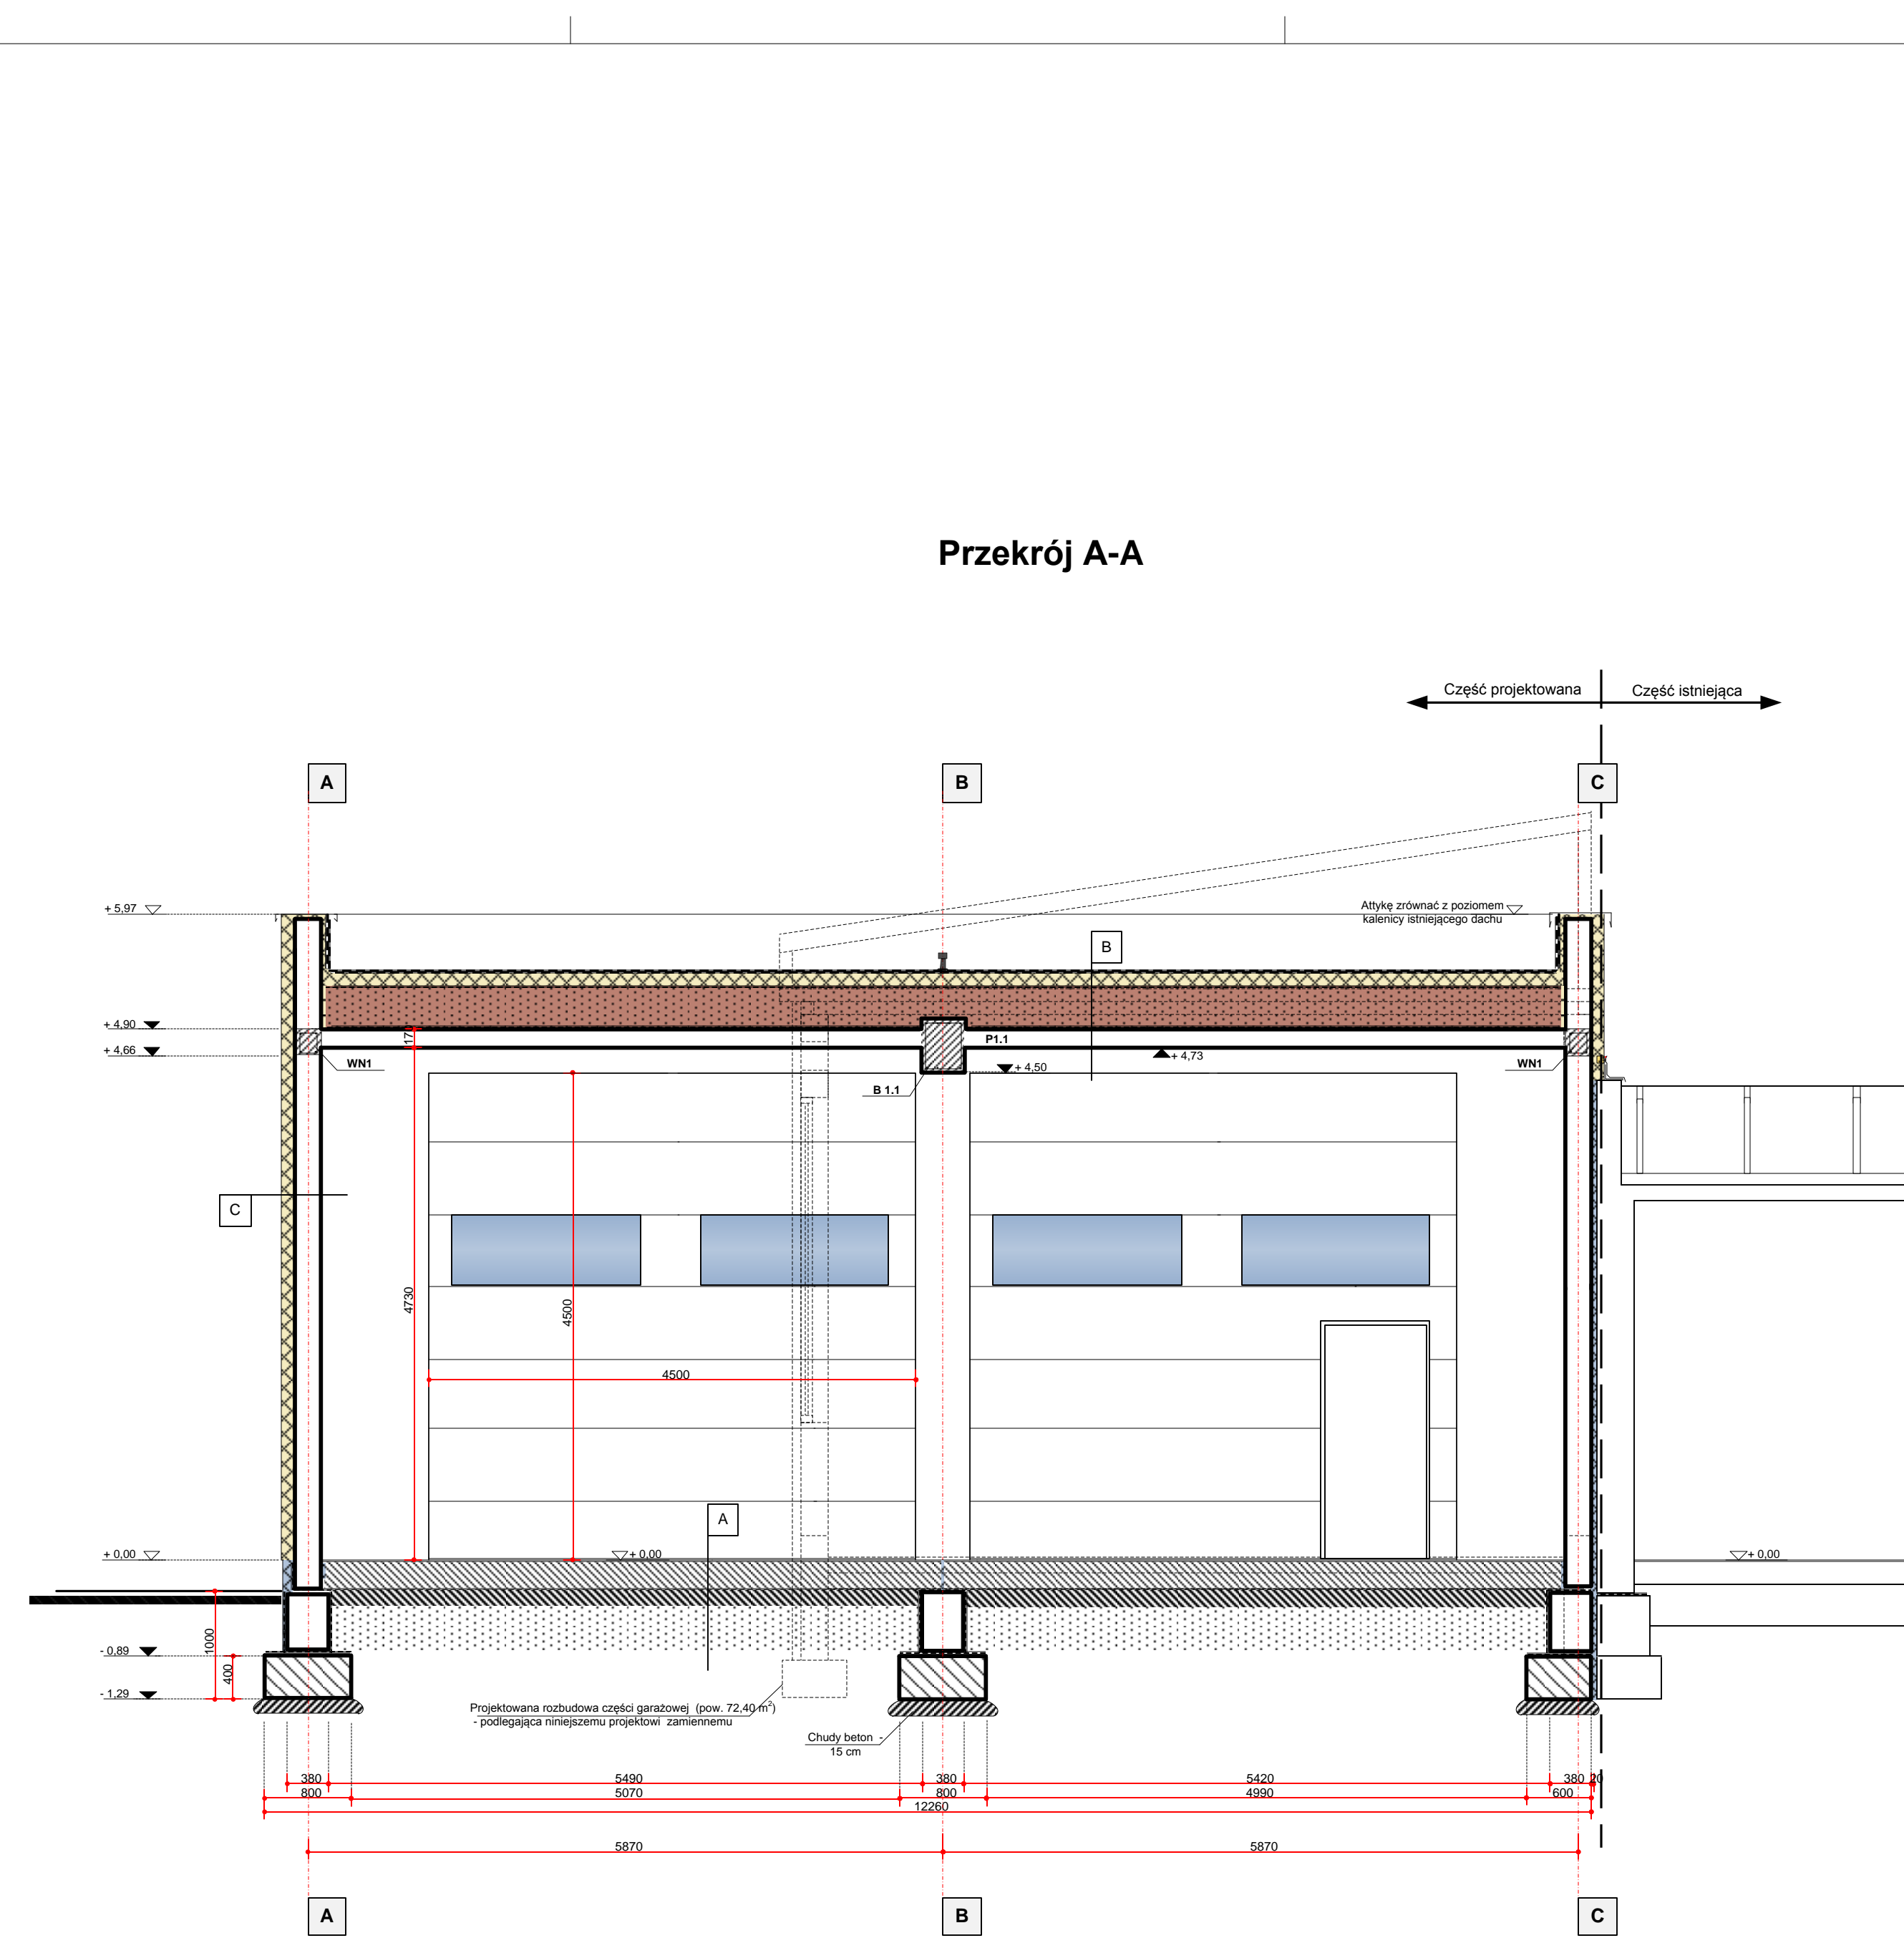 Przekrój A-A
Część projektowana
Część istniejąca
A
B
C
+ 5,97
Attykę zrównać z poziomem
kalenicy istniejącego dachu
B
+ 4,90
170
P1.1
+ 4,66
+ 4,73
WN1
+ 4,50
WN1
B 1.1
C
4730
4500
4500
A
+ 0,00
+ 0,00
+ 0,00
1000
- 0,89
400
- 1,29
Projektowana rozbudowa części garażowej (pow. 72,40 m²)
- podlegająca niniejszemu projektowi zamiennemu
Chudy beton -
15 cm
380
5490
380
5420
380
20
800
5070
800
4990
600
12260
5870
5870
A
B
C